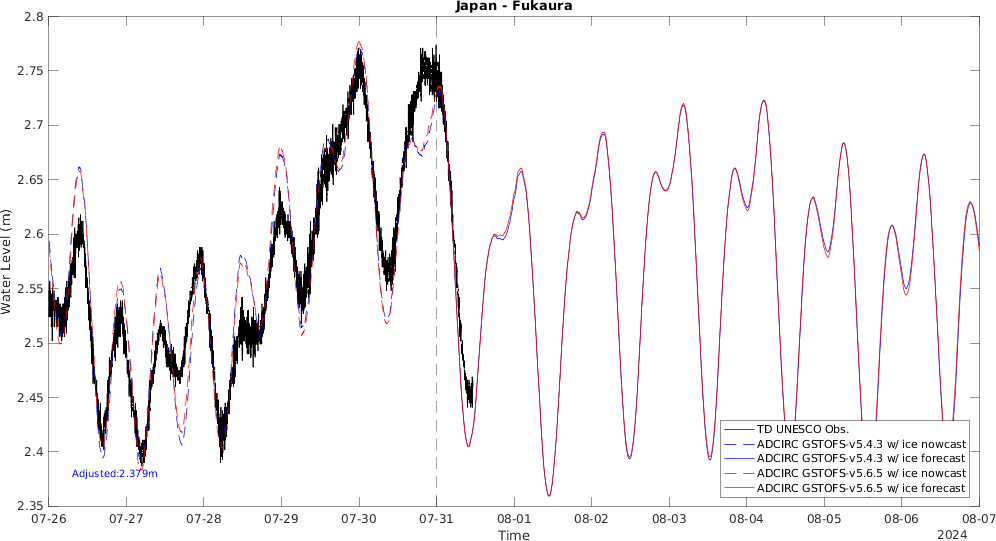 Japan - Fukaura
2.8
2.75
2.7
2.65
2.6
2.55
2.5
2.45
2.4
2.35
Water Level (m)
Adjusted:2.379m
TD UNESCO Obs.
ADCIRC GSTOFS-v5.4.3 w/ ice nowcast
ADCIRC GSTOFS-v5.4.3 w/ ice forecast
ADCIRC GSTOFS-v5.6.5 w/ ice nowcast
ADCIRC GSTOFS-v5.6.5 w/ ice forecast
07-26 07-27 07-28 07-29 07-30 07-31 08-01 08-02 08-03 08-04 08-05 08-06 08-07
Time
2024